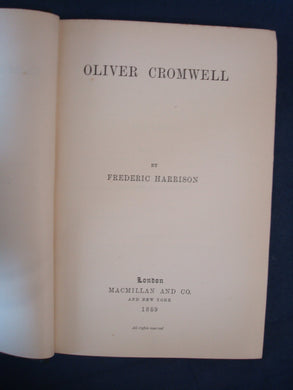 OLIVER CROMWELL
BY
FREDERIC HARRISON
London
MACMILLAN AND CO.
AND NEW YORK
1889
All rights reserved